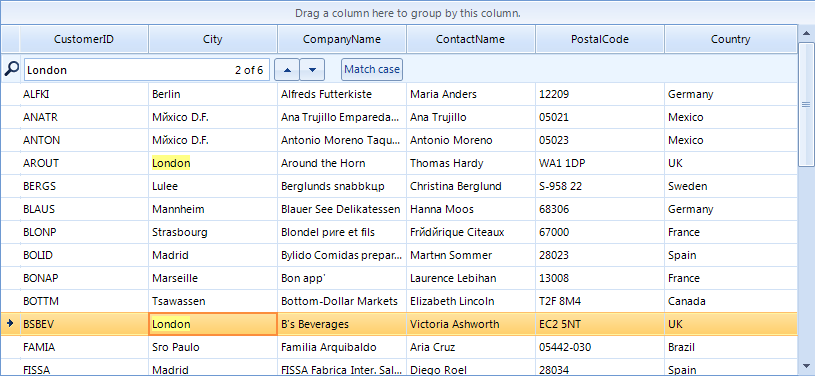 Drag a column here to group by this column.
CustomerID City CompanyName ContactName PostalCode Country
London 2 of 6 Match case
ALFKI Berlin Alfreds Futterkiste Maria Anders 12209 Germany
ANATR Mйxico D.F. Ana Trujillo Empareda... Ana Trujillo 05021 Mexico
ANTON Mйxico D.F. Antonio Moreno Taqu... Antonio Moreno 05023 Mexico
AROUT London Around the Horn Thomas Hardy WA1 1DP UK
BERGS Lulee Berglunds snabbkцp Christina Berglund S-958 22 Sweden
BLAUS Mannheim Blauer See Delikatessen Hanna Moos 68306 Germany
BLONP Strasbourg Blondel pиre et fils Frйdйrique Citeaux 67000 France
BOLID Madrid Bylido Comidas prepar... Martнn Sommer 28023 Spain
BONAP Marseille Bon app' Laurence Lebihan 13008 France
BOTTM Tsawassen Bottom-Dollar Markets Elizabeth Lincoln T2F 8M4 Canada
BSBEV London B's Beverages Victoria Ashworth EC2 5NT UK
FAMIA Sгo Paulo Familia Arquibaldo Aria Cruz 05442-030 Brazil
FISSA Madrid FISSA Fabrica Inter. Sal... Diego Roel 28034 Spain